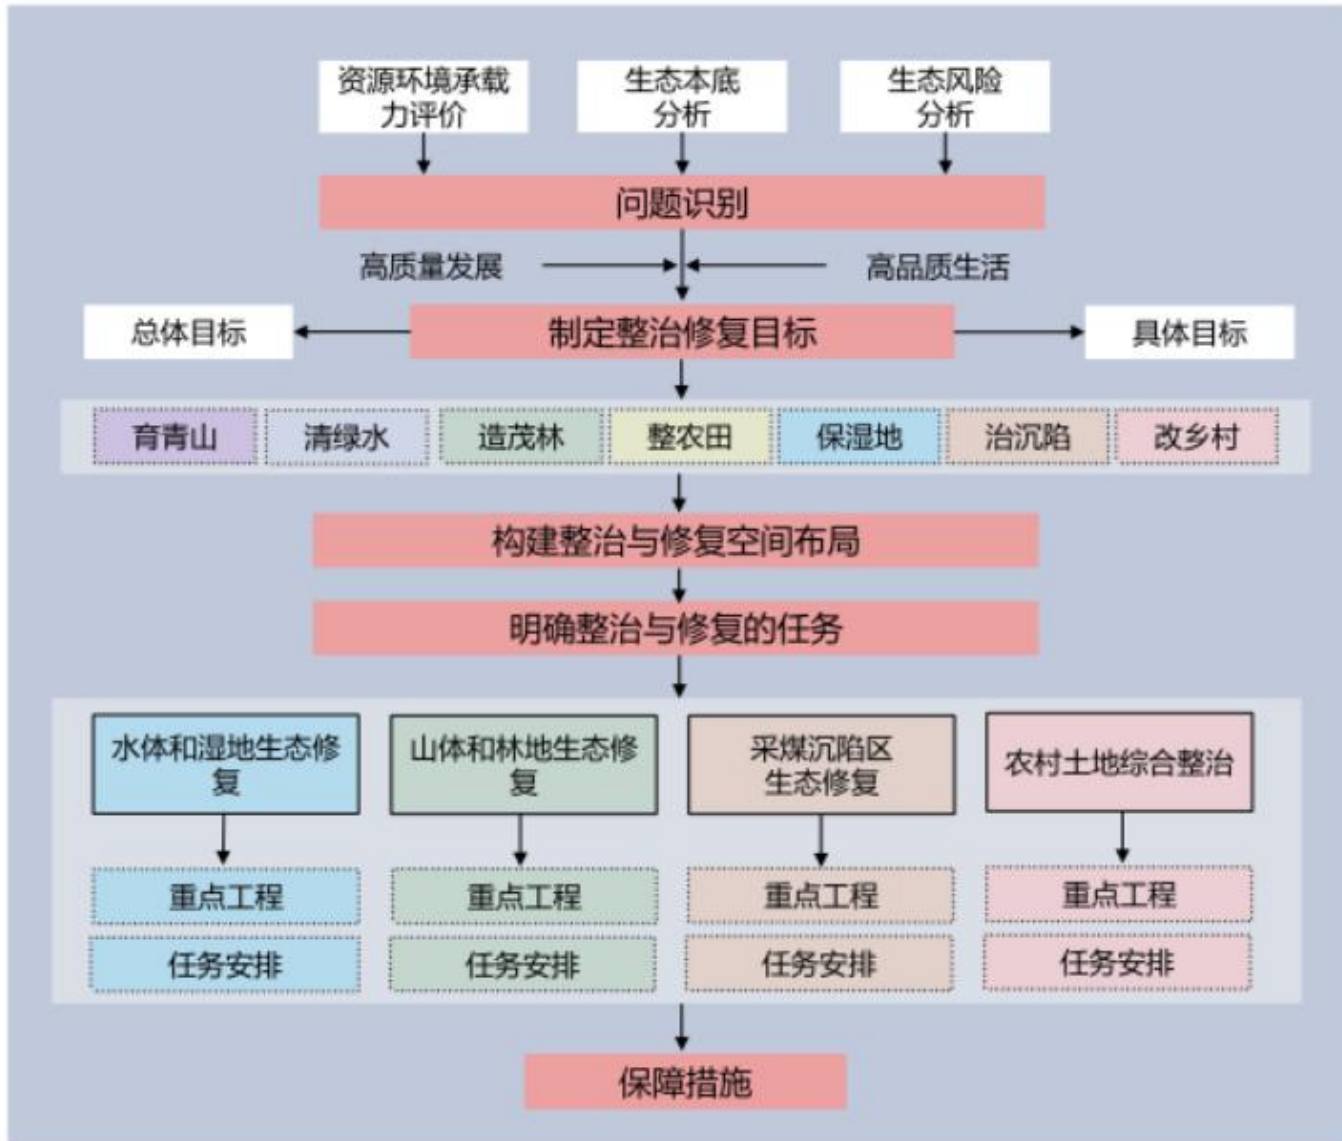 资源环境承载
力评价
生态本底
分析
生态风险
分析
问题识别
高质量发展
高品质生活
总体目标
制定整治修复目标
具体目标
育青山
清绿水
造茂林
整农田
保湿地
治沉陷
改乡村
构建整治与修复空间布局
明确整治与修复的任务
水体和湿地生态修
复
山体和林地生态修
复
采煤沉陷区
生态修复
农村土地综合整治
重点工程
重点工程
重点工程
重点工程
任务安排
任务安排
任务安排
任务安排
保障措施